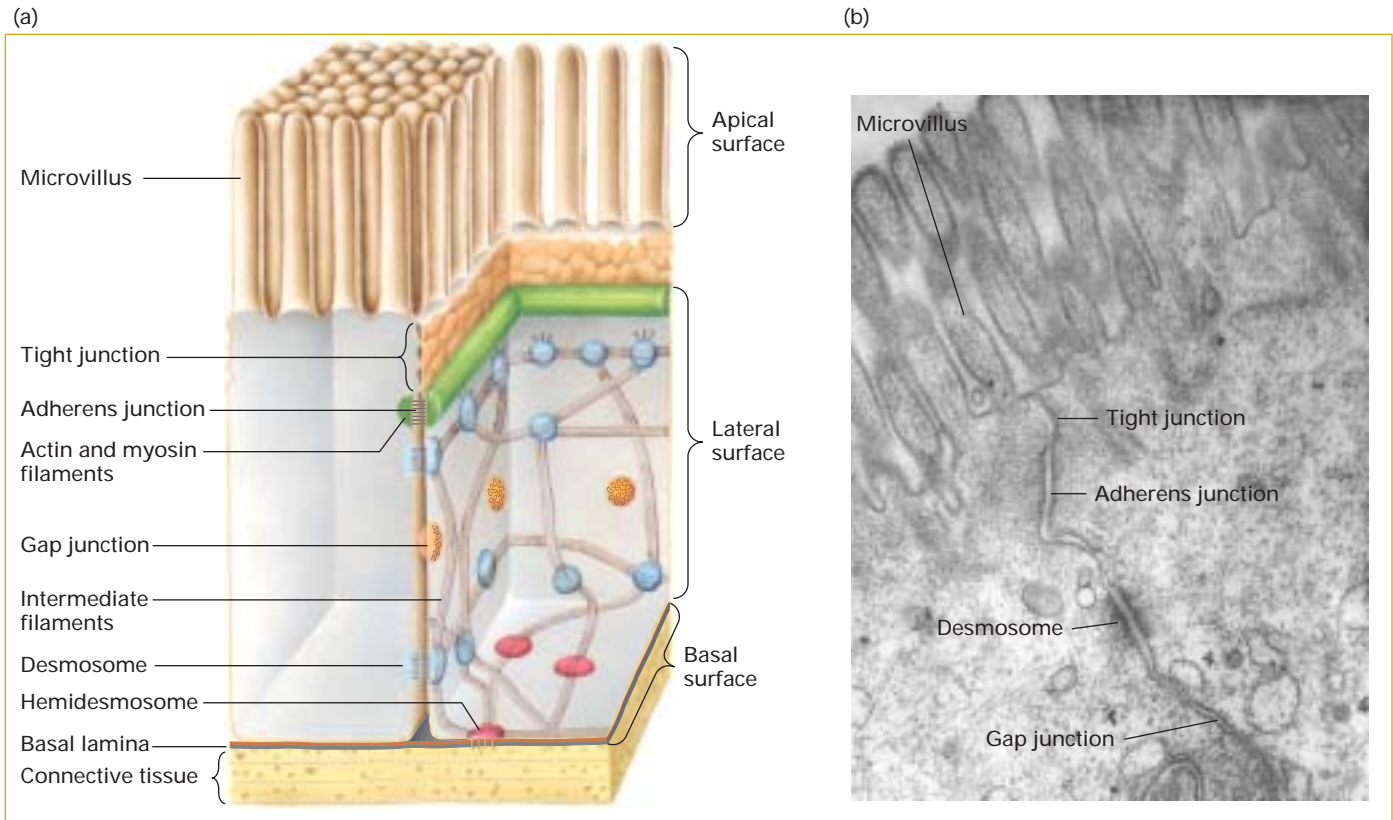 (a)
Microvillus
Tight junction
Adherens junction
Actin and myosin
filaments
Gap junction
Intermediate
filaments
Desmosome
Hemidesmosome
Basal lamina
Connective tissue
Apical
surface
Lateral
surface
Basal
surface
(b)
Microvillus
Tight junction
Adherens junction
Desmosome
Gap junction